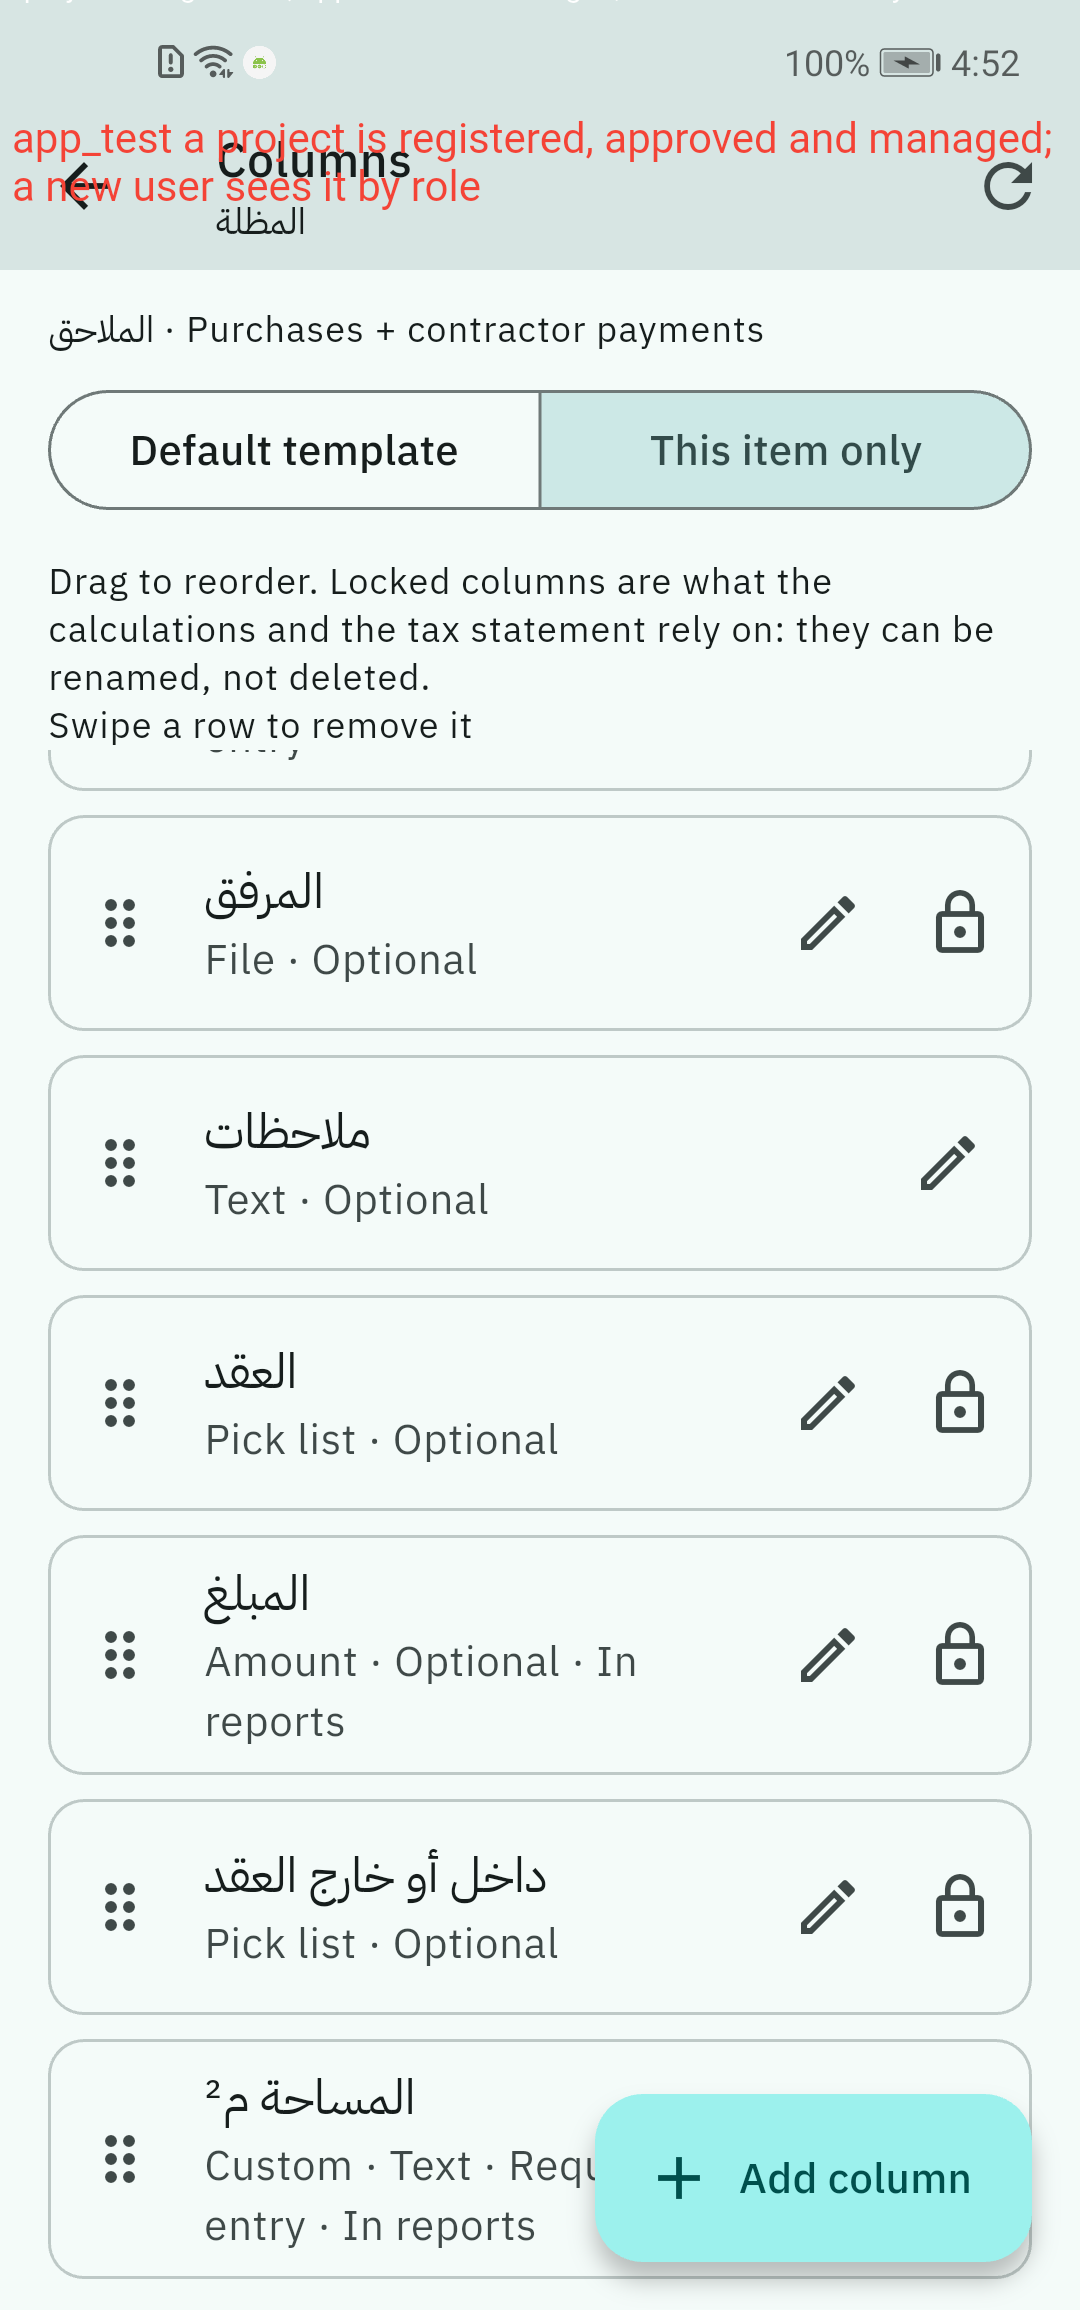 100% 4:52
app_test a project is registered, approved and managed;
a new user sees it by role
Columns
المظلة
الملاحق · Purchases + contractor payments
Default template
This item only
Drag to reorder. Locked columns are what the
calculations and the tax statement rely on: they can be
renamed, not deleted.
Swipe a row to remove it
المرفق
File · Optional
ملاحظات
Text · Optional
العقد
Pick list · Optional
المبلغ
Amount · Optional · In
reports
داخل أو خارج العقد
Pick list · Optional
المساحة م²
Custom · Text ·
entry · In reports
Add column